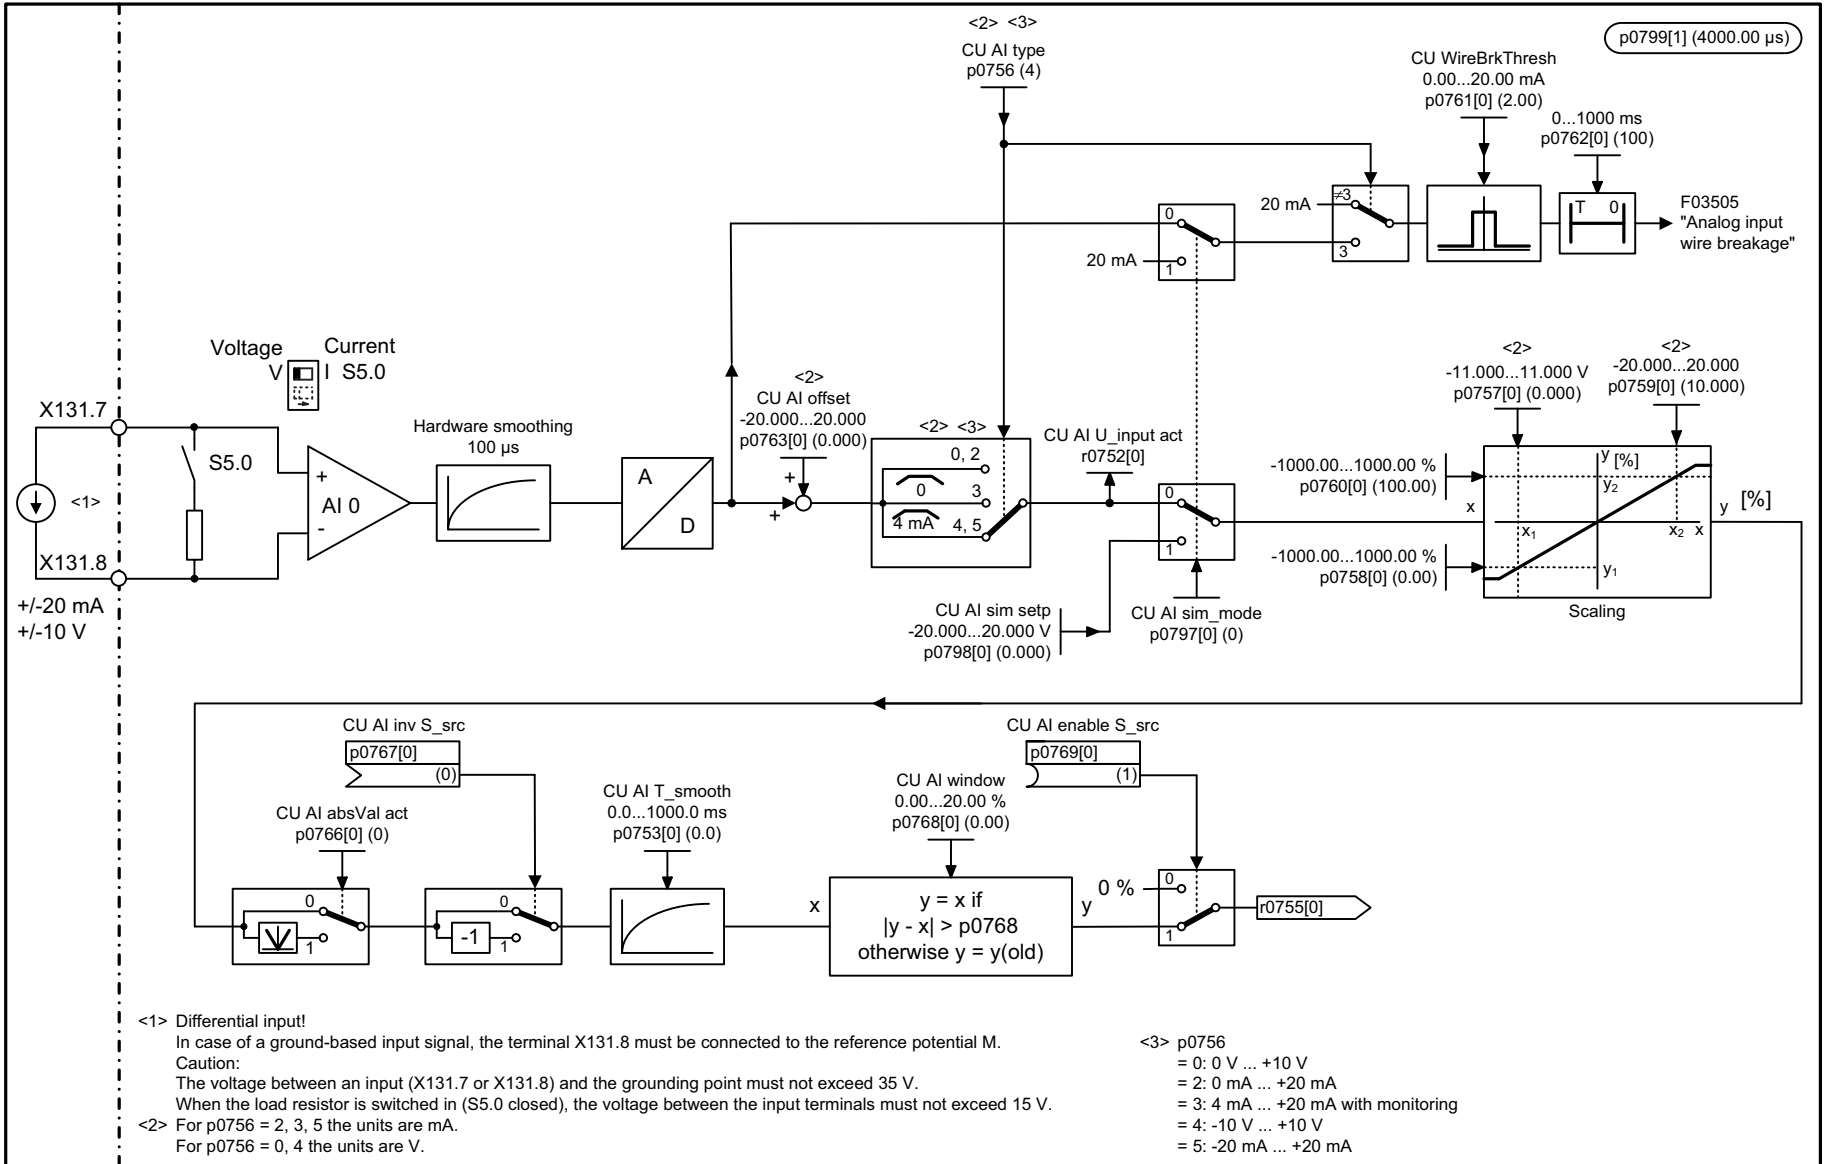 <2> <3>
CU AI type
p0756 (4)
p0799[1] (4000.00 µs)
CU WireBrkThresh
0.00...20.00 mA
p0761[0] (2.00)
0...1000 ms
p0762[0] (100)
20 mA
≠3
3
T 0
F03505
"Analog input
wire breakage"
0
20 mA
1
Voltage Current
V I S5.0
X131.7
S5.0
<1>
X131.8
+/-20 mA
+/-10 V
+
AI 0
-
Hardware smoothing
100 µs
A
D
<2>
CU AI offset
-20.000...20.000
p0763[0] (0.000)
+
+
<2> <3>
0, 2
0
3
4 mA
4, 5
CU AI U_input act
r0752[0]
0
1
CU AI sim setp
-20.000...20.000 V
p0798[0] (0.000)
CU AI sim_mode
p0797[0] (0)
<2>
-11.000...11.000 V
p0757[0] (0.000)
<2>
-20.000...20.000
p0759[0] (10.000)
-1000.00...1000.00 %
p0760[0] (100.00)
x
-1000.00...1000.00 %
p0758[0] (0.00)
y [%]
y2
x1
x2 x
y1
y [%]
Scaling
CU AI inv S_src
p0767[0]
(0)
CU AI enable S_src
p0769[0]
(1)
CU AI absVal act
p0766[0] (0)
CU AI T_smooth
0.0...1000.0 ms
p0753[0] (0.0)
CU AI window
0.00...20.00 %
p0768[0] (0.00)
0
1
0
-1
1
x
y = x if
|y - x| > p0768
otherwise y = y(old)
y
0 %
0
1
r0755[0]
<1> Differential input!
In case of a ground-based input signal, the terminal X131.8 must be connected to the reference potential M.
Caution:
The voltage between an input (X131.7 or X131.8) and the grounding point must not exceed 35 V.
When the load resistor is switched in (S5.0 closed), the voltage between the input terminals must not exceed 15 V.
<2> For p0756 = 2, 3, 5 the units are mA.
For p0756 = 0, 4 the units are V.
<3> p0756
= 0: 0 V ... +10 V
= 2: 0 mA ... +20 mA
= 3: 4 mA ... +20 mA with monitoring
= 4: -10 V ... +10 V
= 5: -20 mA ... +20 mA